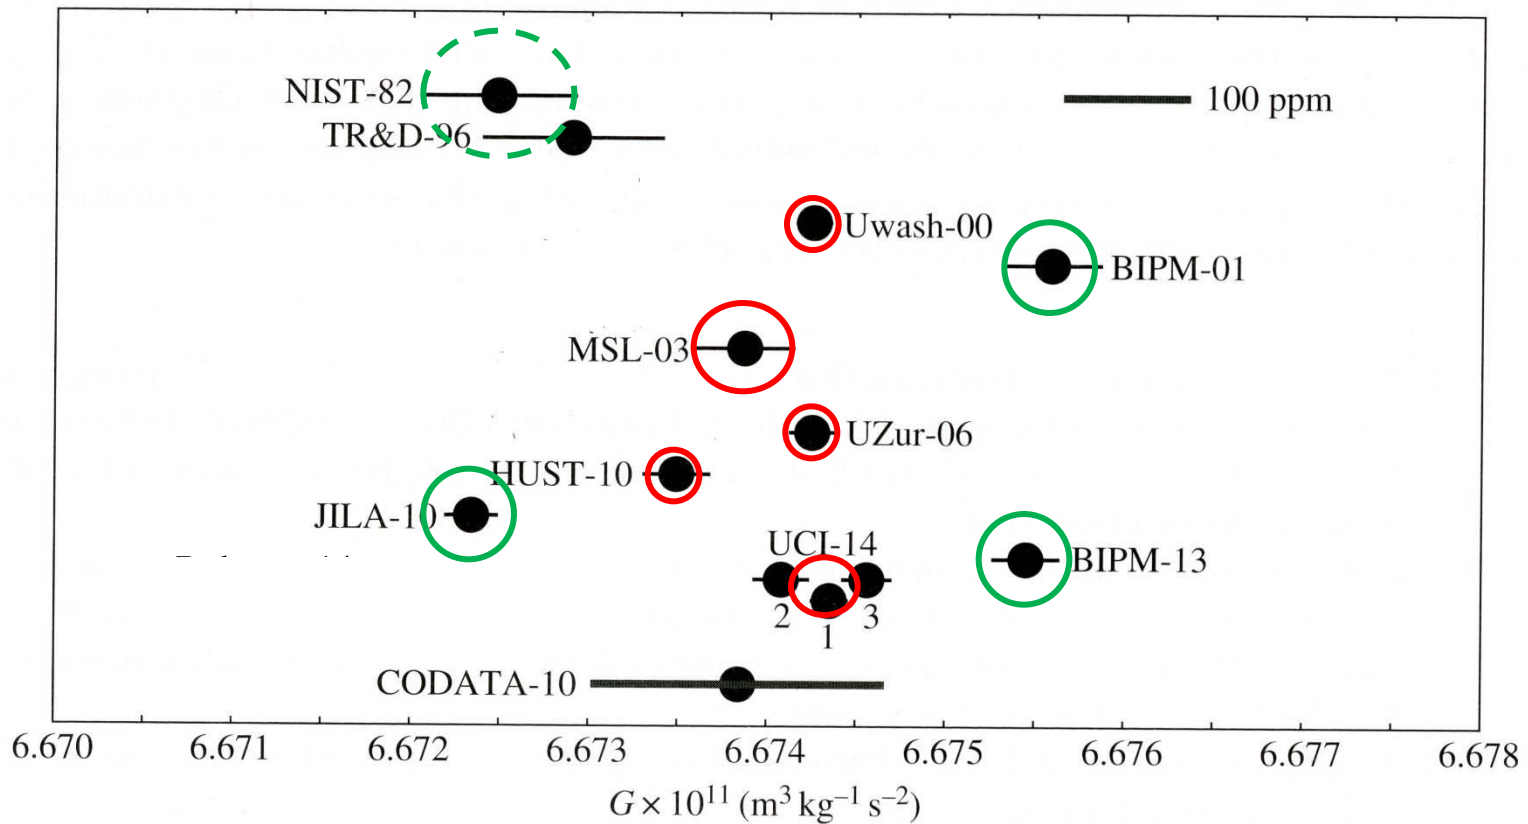 NIST-82
100 ppm
TR&D-96
Uwash-00
BIPM-01
MSL-03
UZur-06
HUST-10
JILA-10
UCI-14
BIPM-13
2
3
1
CODATA-10
6.670 6.671 6.672 6.673 6.674 6.675 6.676 6.677 6.678
G × 10¹¹ (m³ kg⁻¹ s⁻²)